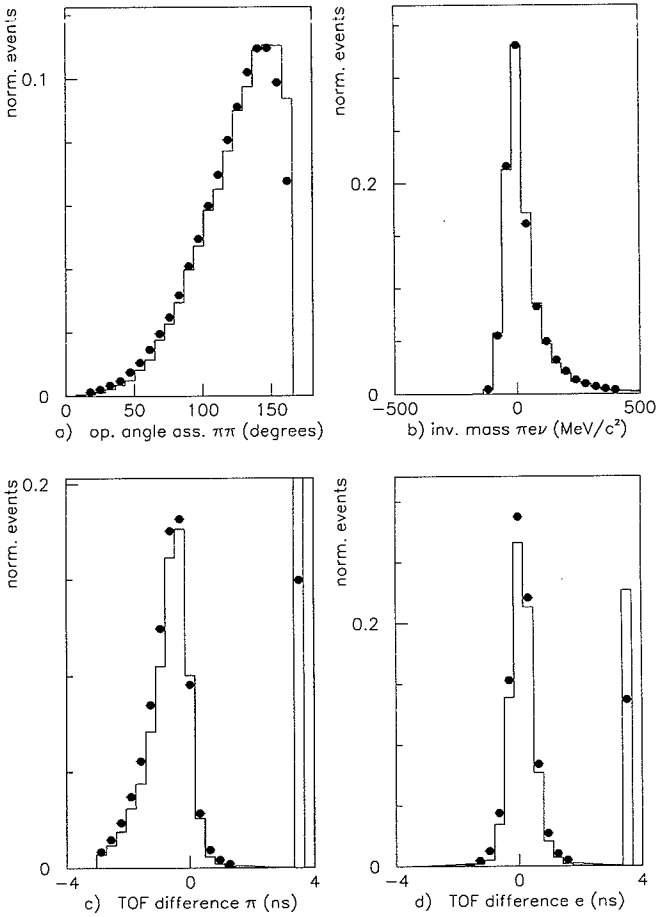 norm. events
0.1
0
0
50
100
150
a) op. angle ass. ππ (degrees)
norm. events
0.2
0
−500
0
500
b) inv. mass πeν (MeV/c²)
norm. events
0.2
0
−4
0
4
c) TOF difference π (ns)
norm. events
0.2
0
−4
0
4
d) TOF difference e (ns)